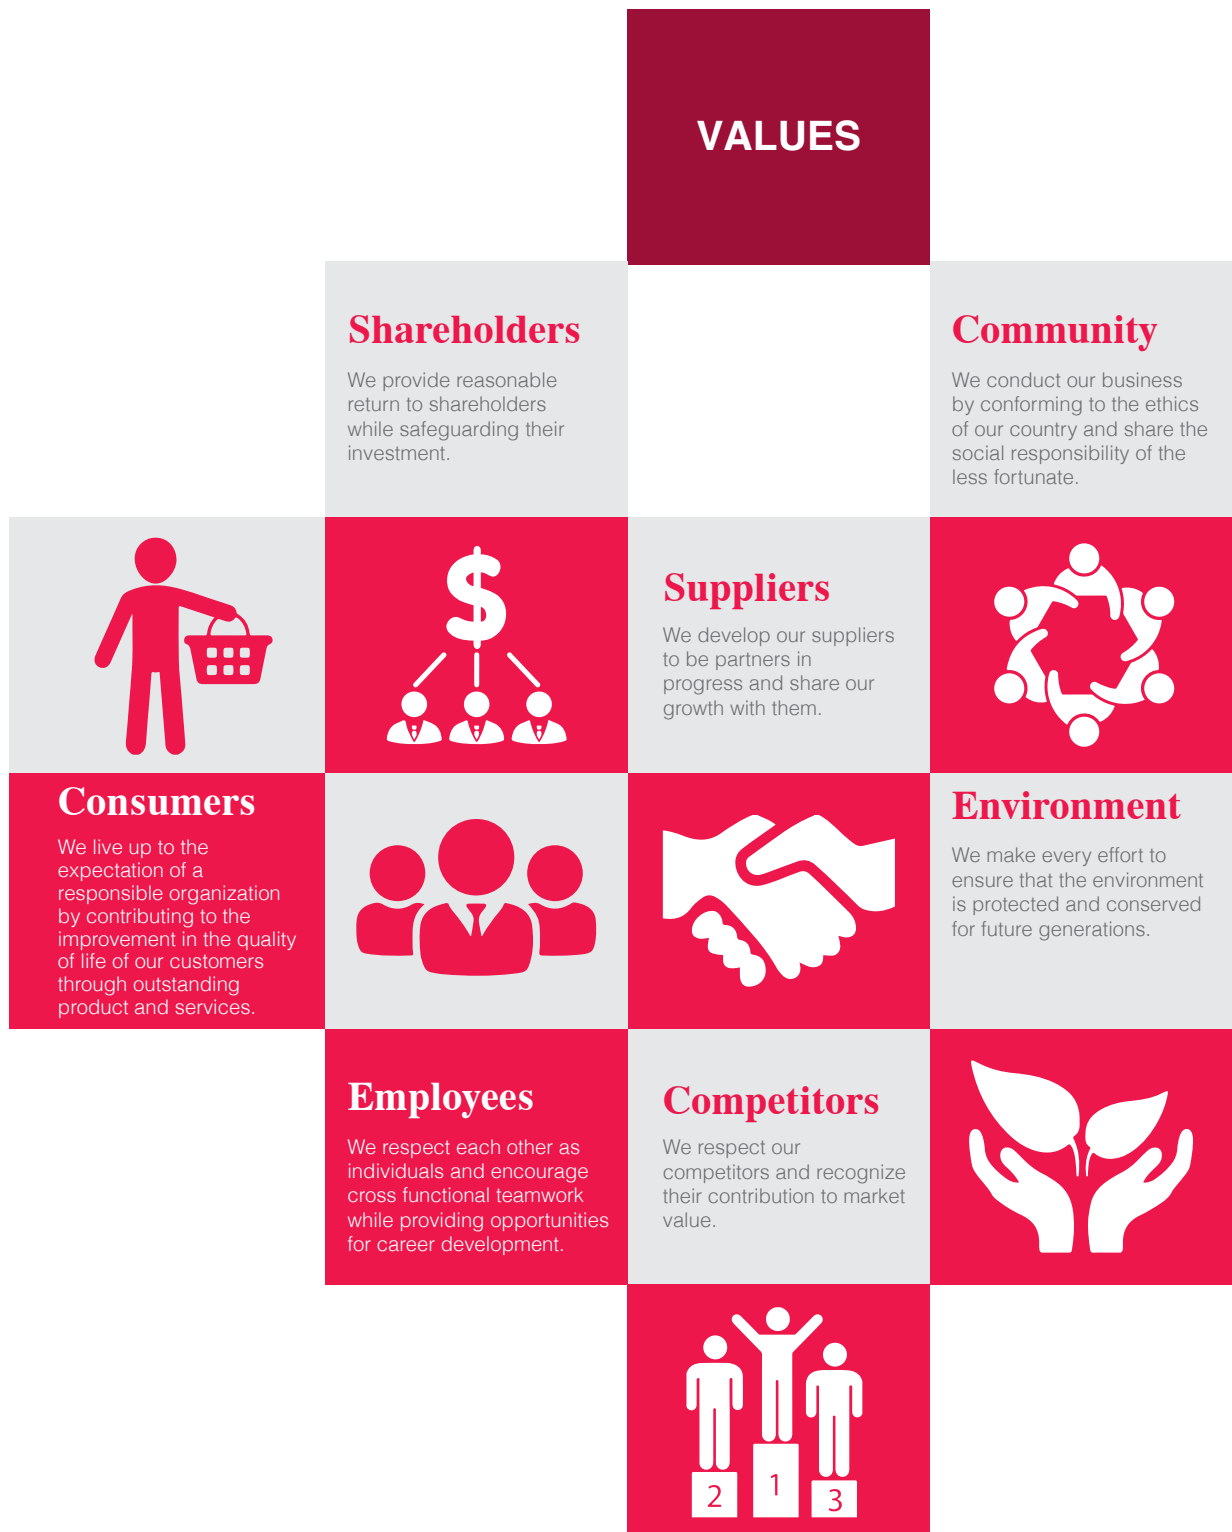 VALUES
Shareholders
We provide reasonable
return to shareholders
while safeguarding their
investment.
Community
We conduct our business
by conforming to the ethics
of our country and share the
social responsibility of the
less fortunate.
Suppliers
We develop our suppliers
to be partners in
progress and share our
growth with them.
Consumers
We live up to the
expectation of a
responsible organization
by contributing to the
improvement in the quality
of life of our customers
through outstanding
product and services.
Environment
We make every effort to
ensure that the environment
is protected and conserved
for future generations.
Employees
We respect each other as
individuals and encourage
cross functional teamwork
while providing opportunities
for career development.
Competitors
We respect our
competitors and recognize
their contribution to market
value.
2 1 3